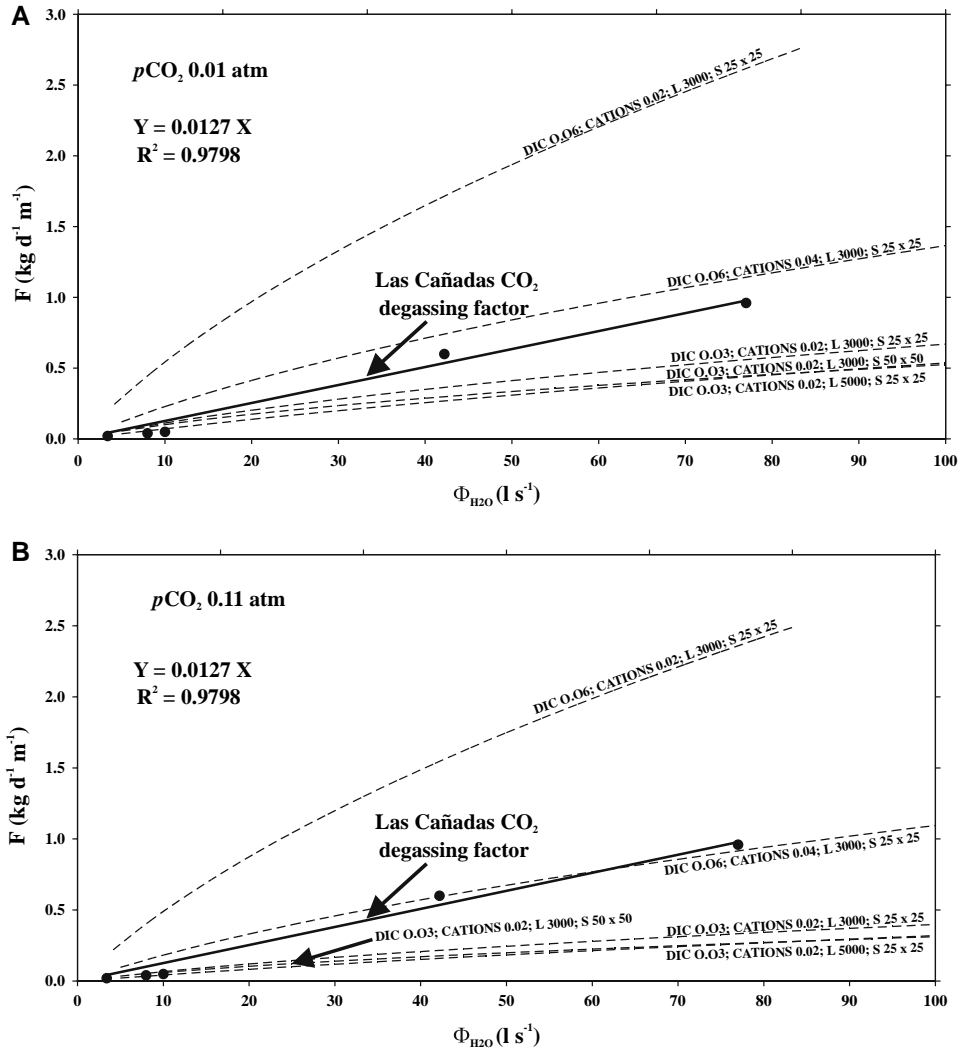 A
3.0
pCO2 0.01 atm
Y = 0.0127 X
R2 = 0.9798
2.5
2.0
1.5
1.0
0.5
0.0
F (kg d-1 m-1)
DIC O.O6; CATIONS 0.02; L 3000; S 25 x 25
Las Cañadas CO2
degassing factor
DIC O.O6; CATIONS 0.04; L 3000; S 25 x 25
DIC O.O3; CATIONS 0.02; L 3000; S 25 x 25
DIC O.O3; CATIONS 0.02; L 3000; S 50 x 50
DIC O.O3; CATIONS 0.02; L 5000; S 25 x 25
0 10 20 30 40 50 60 70 80 90 100
ΦH2O (l s-1)
B
3.0
pCO2 0.11 atm
Y = 0.0127 X
R2 = 0.9798
2.5
2.0
1.5
1.0
0.5
0.0
F (kg d-1 m-1)
DIC O.O6; CATIONS 0.02; L 3000; S 25 x 25
Las Cañadas CO2
degassing factor
DIC O.O6; CATIONS 0.04; L 3000; S 25 x 25
DIC O.O3; CATIONS 0.02; L 3000; S 50 x 50
DIC O.O3; CATIONS 0.02; L 3000; S 25 x 25
DIC O.O3; CATIONS 0.02; L 5000; S 25 x 25
0 10 20 30 40 50 60 70 80 90 100
ΦH2O (l s-1)